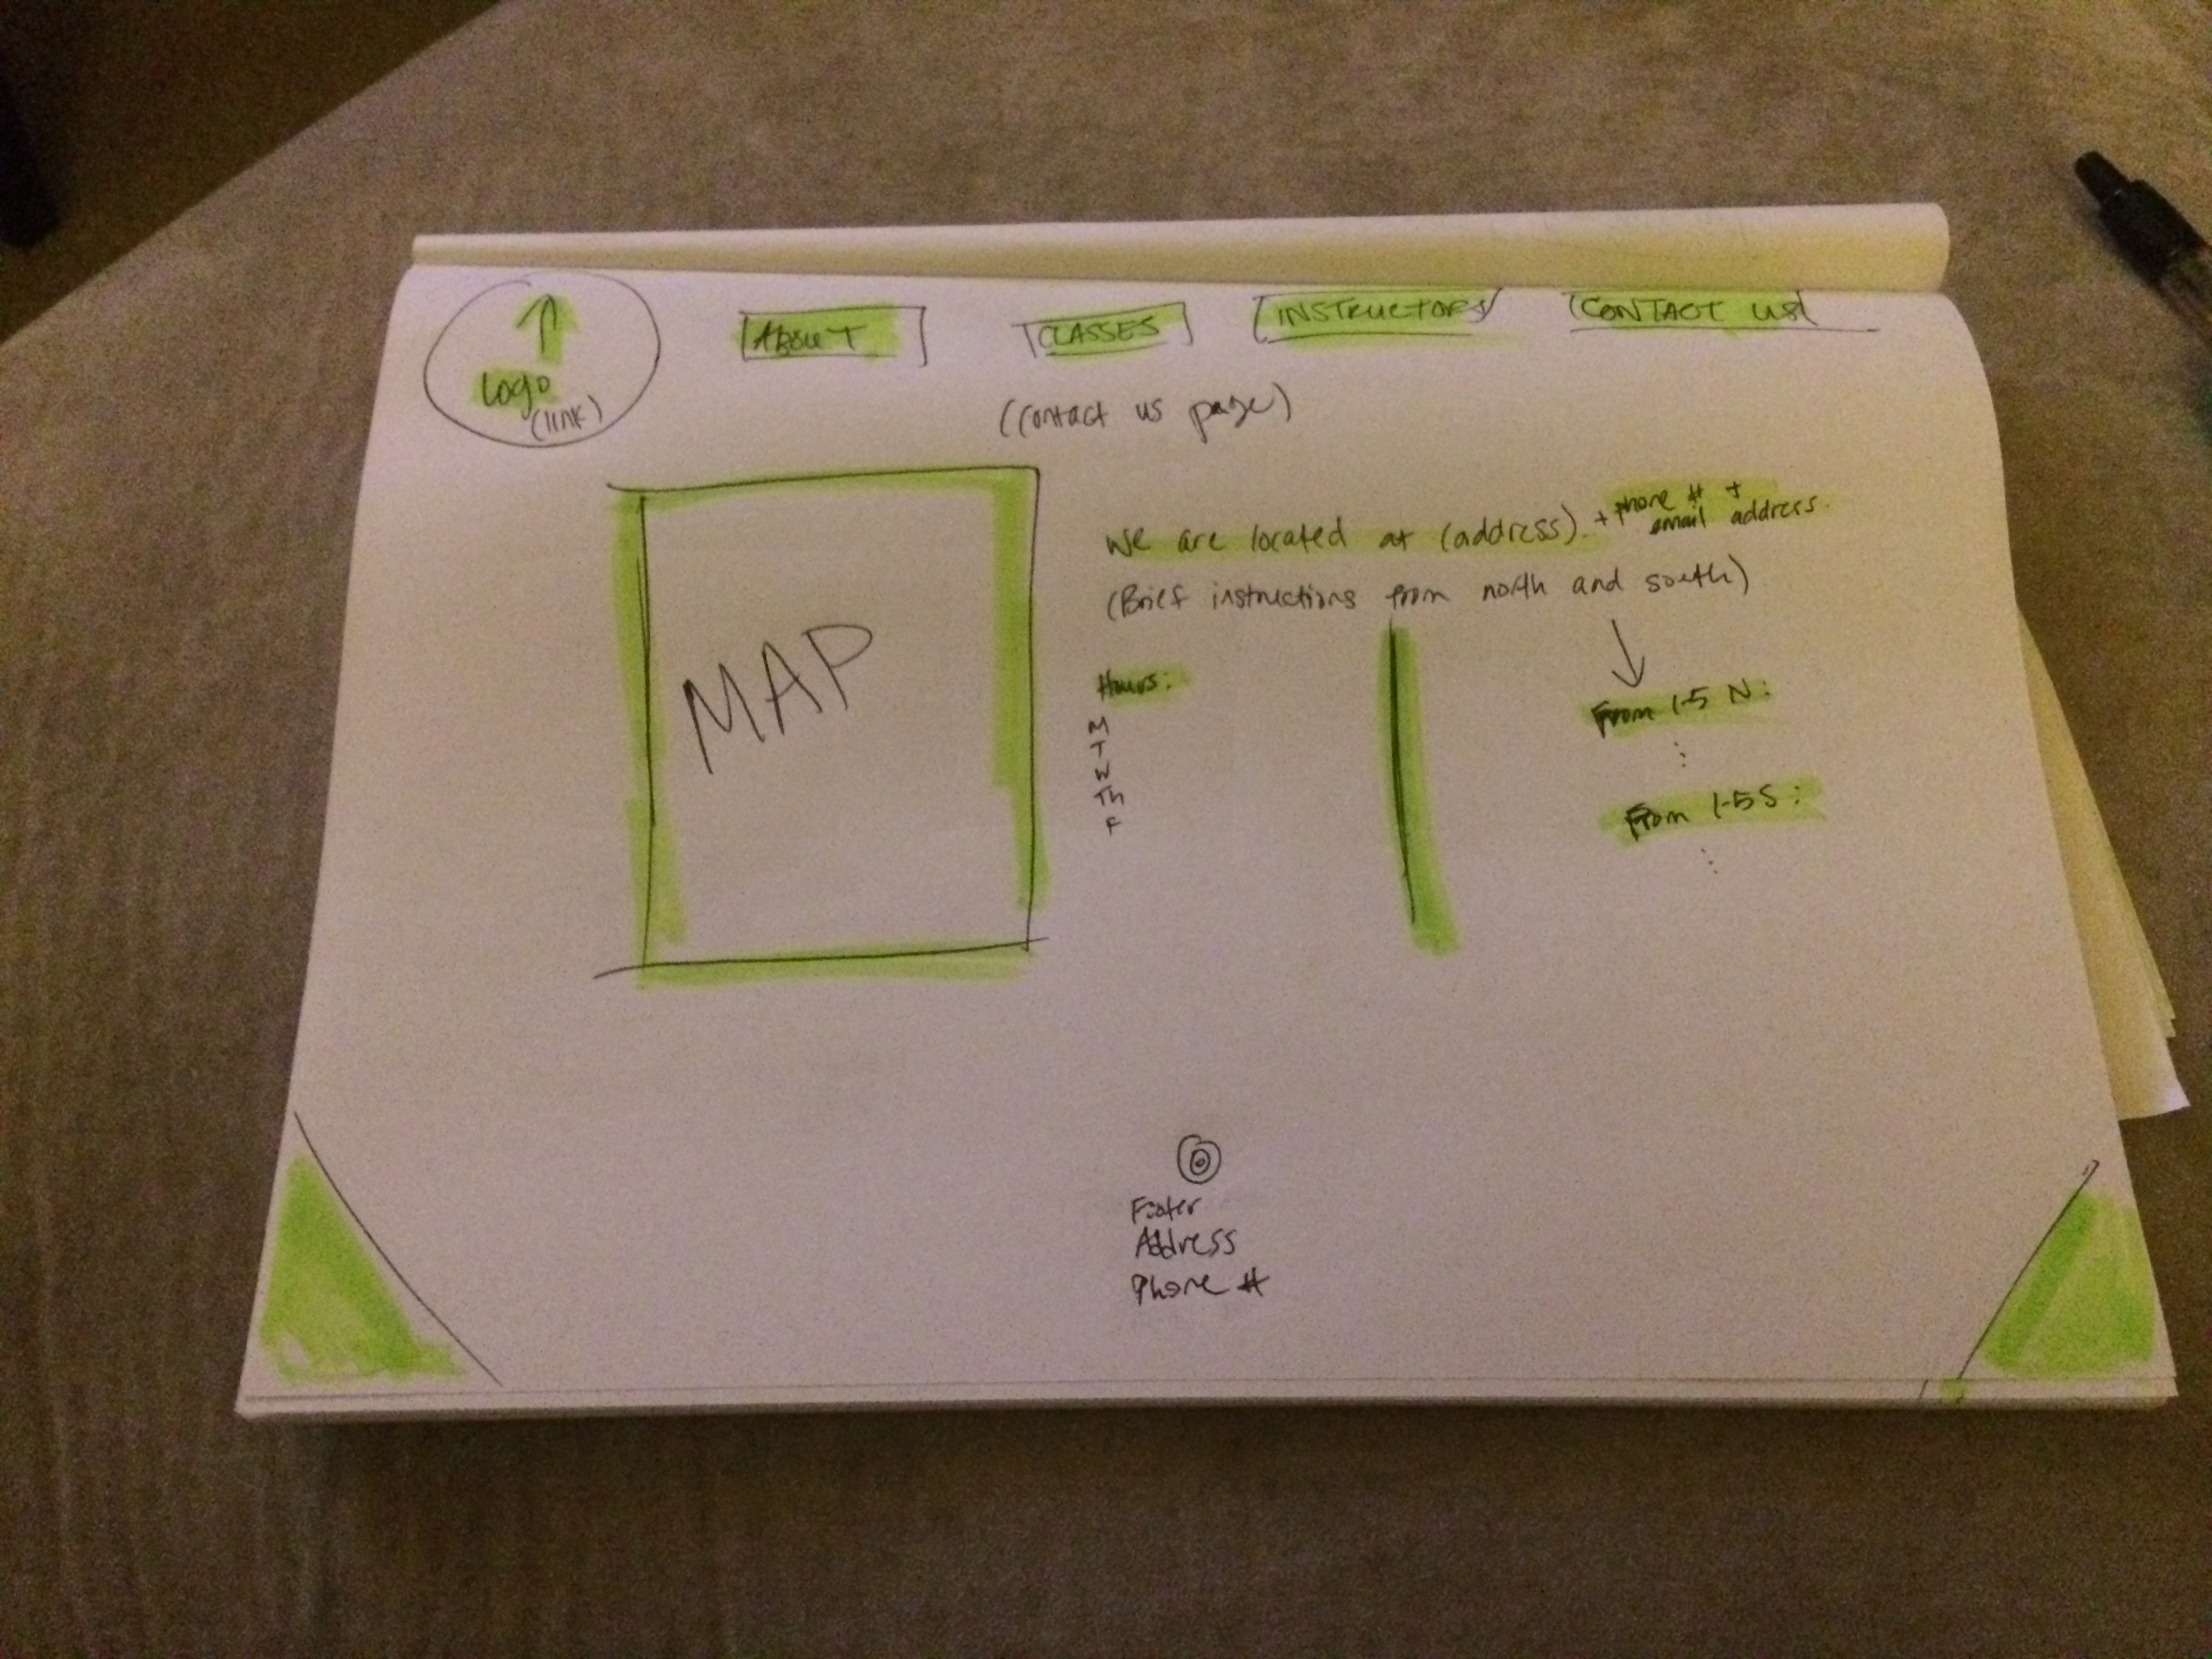 Logo
(link)
ABOUT
CLASSES
INSTRUCTORS
CONTACT US
(contact us page)
MAP
We are located at (address). + phone # + email address.
(Brief instructions from north and south)
Hours:
M
T
W
Th
F
From I-5 N:
From I-5 S:
Footer
Address
Phone #